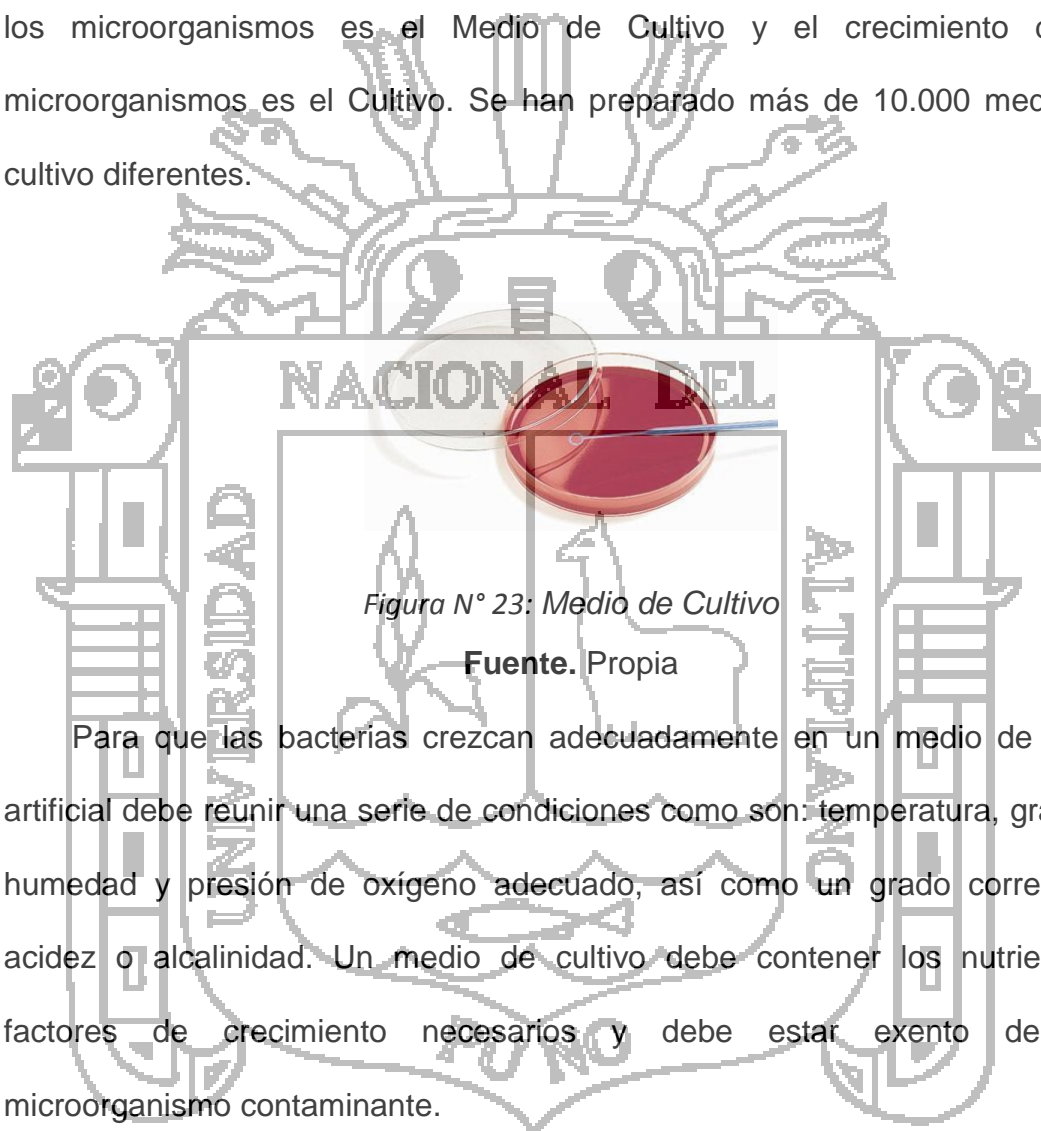 los microorganismos es el Medio de Cultivo y el crecimiento
microorganismos es el Cultivo. Se han preparado más de 10.000
cultivo diferentes.
NACIONAL DEL
UNIVERSIDAD
ALTIPLANO
Figura N° 23: Medio de Cultivo
Fuente. Propia
Para que las bacterias crezcan adecuadamente en un medio de
artificial debe reunir una serie de condiciones como son: temperatura,
humedad y presión de oxígeno adecuado, así como un grado
acidez o alcalinidad. Un medio de cultivo debe contener los
factores de crecimiento necesarios y debe estar exento de
microorganismo contaminante.
PUNO